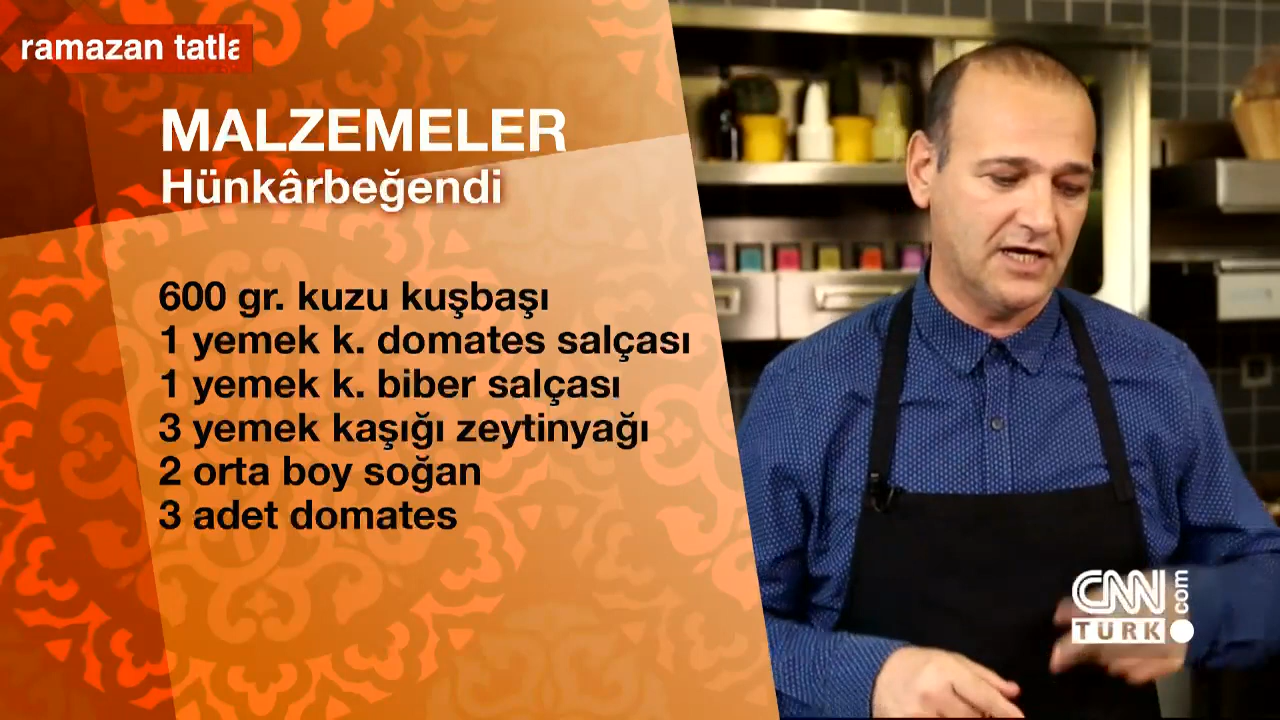 ramazan tatla
MALZEMELER
Hünkârbeğendi
600 gr. kuzu kuşbaşı
1 yemek k. domates salçası
1 yemek k. biber salçası
3 yemek kaşığı zeytinyağı
2 orta boy soğan
3 adet domates
CNN
TURK
.com